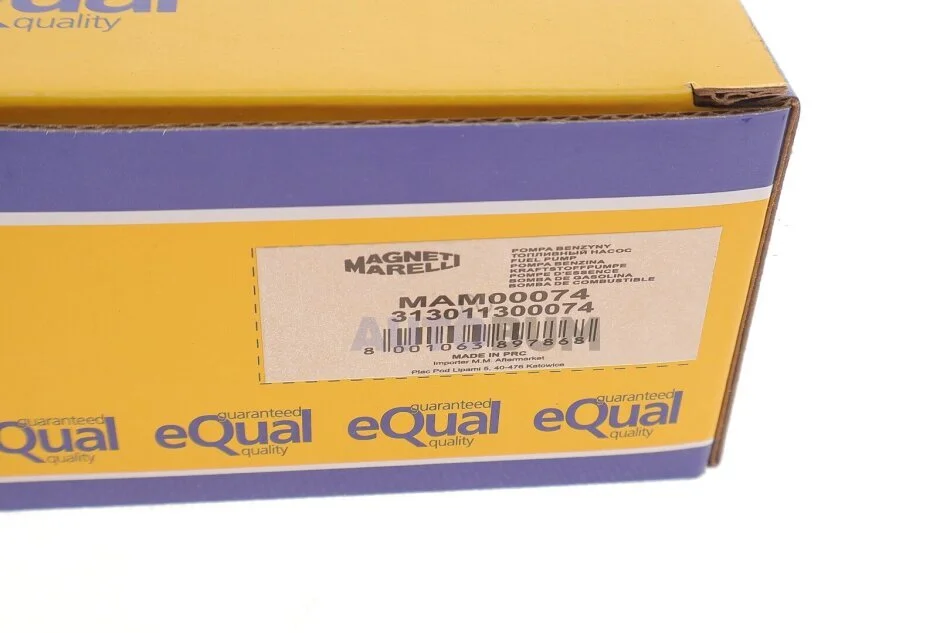 eQual
quality
MAGNETI
MARELLI
POMPA BENZYNY
ТОПЛИВНЫЙ НАСОС
FUEL PUMP
POMPA BENZINA
KRAFTSTOFFPUMPE
POMPE D'ESSENCE
BOMBA DE GASOLINA
BOMBA DE COMBUSTIBLE
MAM00074
313011300074
8 001063 897868
MADE IN PRC
Importer M.M. Aftermarket
Plac Pod Lipami 5, 40-476 Katowice
guaranteed
eQual
quality
guaranteed
eQual
quality
guaranteed
eQual
quality
guaranteed
eQual
quality